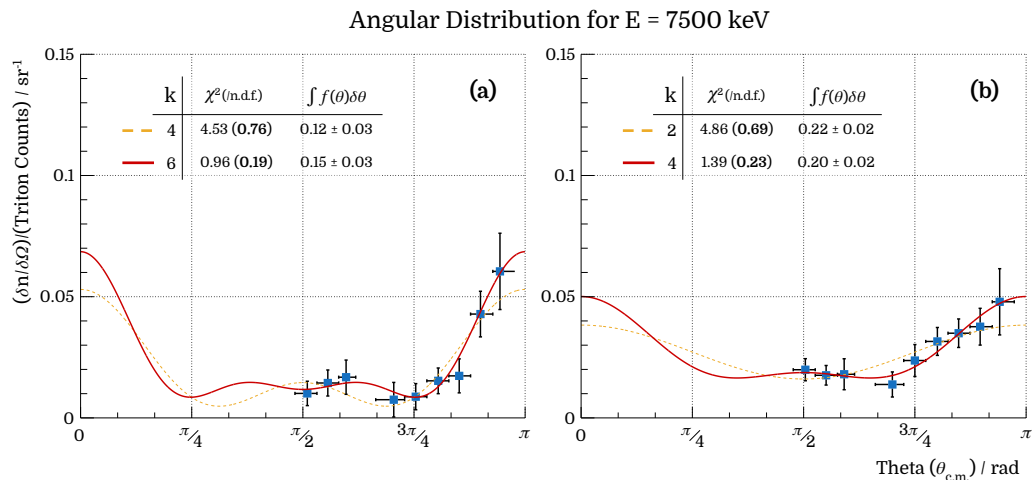 Angular Distribution for E = 7500 keV
(δn/δΩ)/(Triton Counts) / sr⁻¹
0.15
0.1
0.05
0
(a)
k χ²(/n.d.f.) ∫ f(θ)δθ
4 4.53 (0.76) 0.12 ± 0.03
6 0.96 (0.19) 0.15 ± 0.03
0 π/4 π/2 3π/4 π
0.15
0.1
0.05
0
(b)
k χ²(/n.d.f.) ∫ f(θ)δθ
2 4.86 (0.69) 0.22 ± 0.02
4 1.39 (0.23) 0.20 ± 0.02
0 π/4 π/2 3π/4 π
Theta (θc.m.) / rad